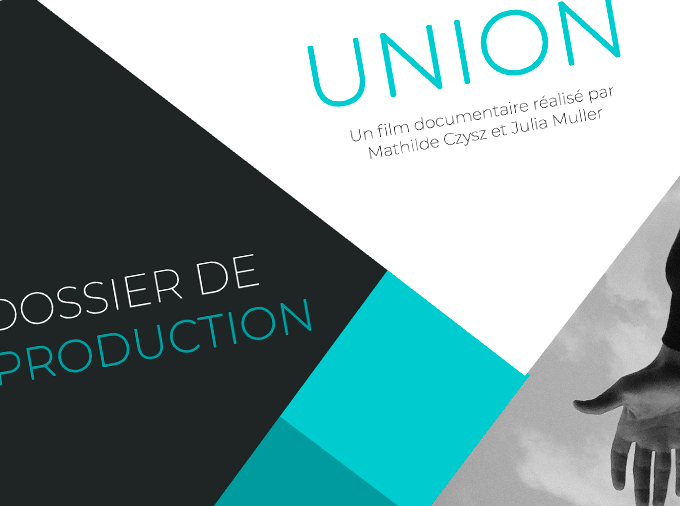 UNION
Un film documentaire réalisé par
Mathilde Czysz et Julia Muller
DOSSIER DE
PRODUCTION